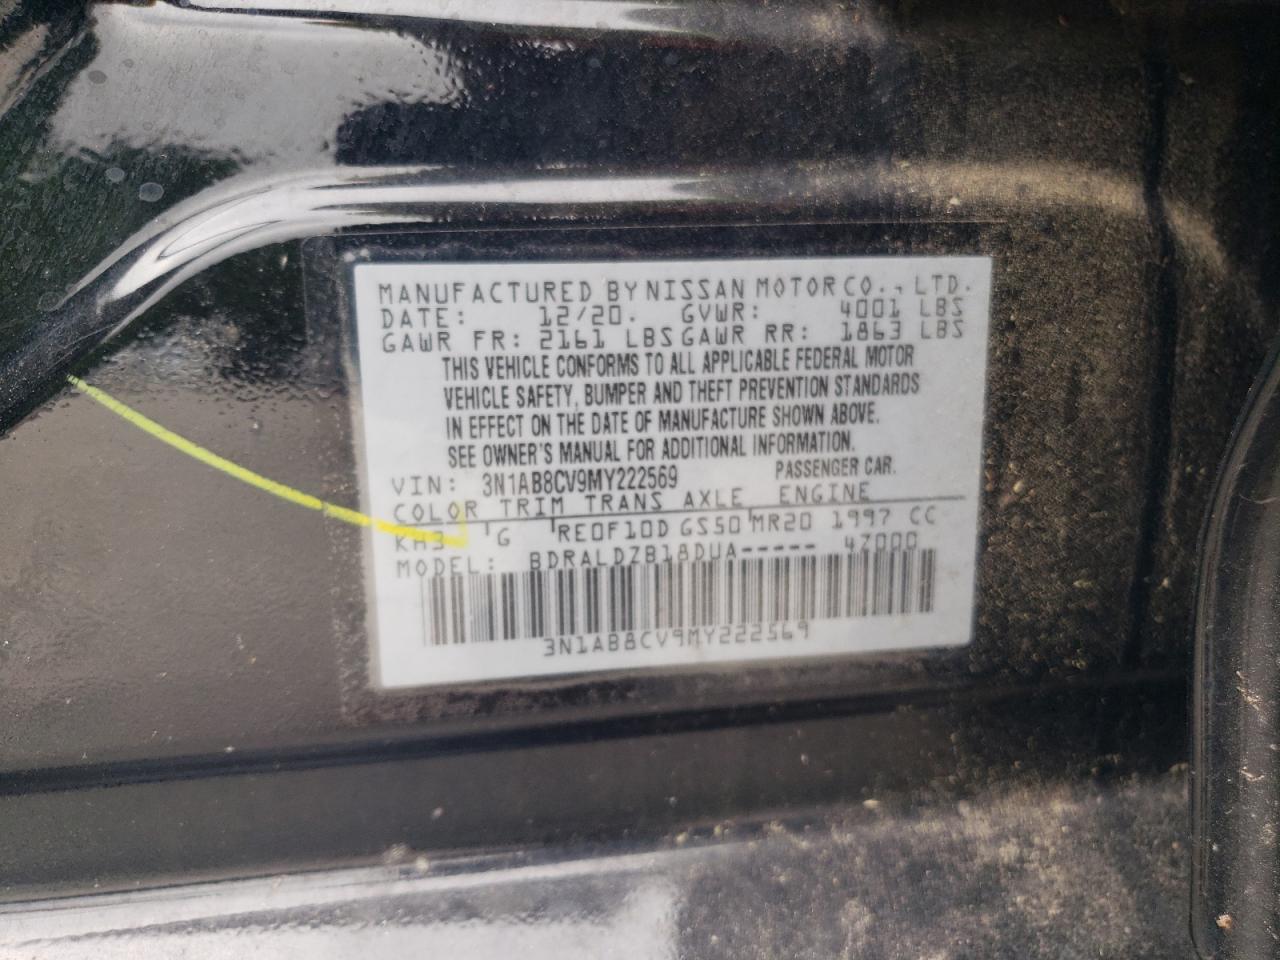 MANUFACTURED BY NISSAN MOTOR CO., LTD.
DATE: 12/20. GVWR: 4001 LBS
GAWR FR: 2161 LBS GAWR RR: 1863 LBS
THIS VEHICLE CONFORMS TO ALL APPLICABLE FEDERAL MOTOR
VEHICLE SAFETY, BUMPER AND THEFT PREVENTION STANDARDS
IN EFFECT ON THE DATE OF MANUFACTURE SHOWN ABOVE.
SEE OWNER'S MANUAL FOR ADDITIONAL INFORMATION.
VIN: 3N1AB8CV9MY222569 PASSENGER CAR.
COLOR TRIM TRANS AXLE ENGINE
KH3 G RE0F10D GS50 MR20 1997 CC
MODEL: BDRALDZB18DUA----- 47000
3N1AB8CV9MY222569